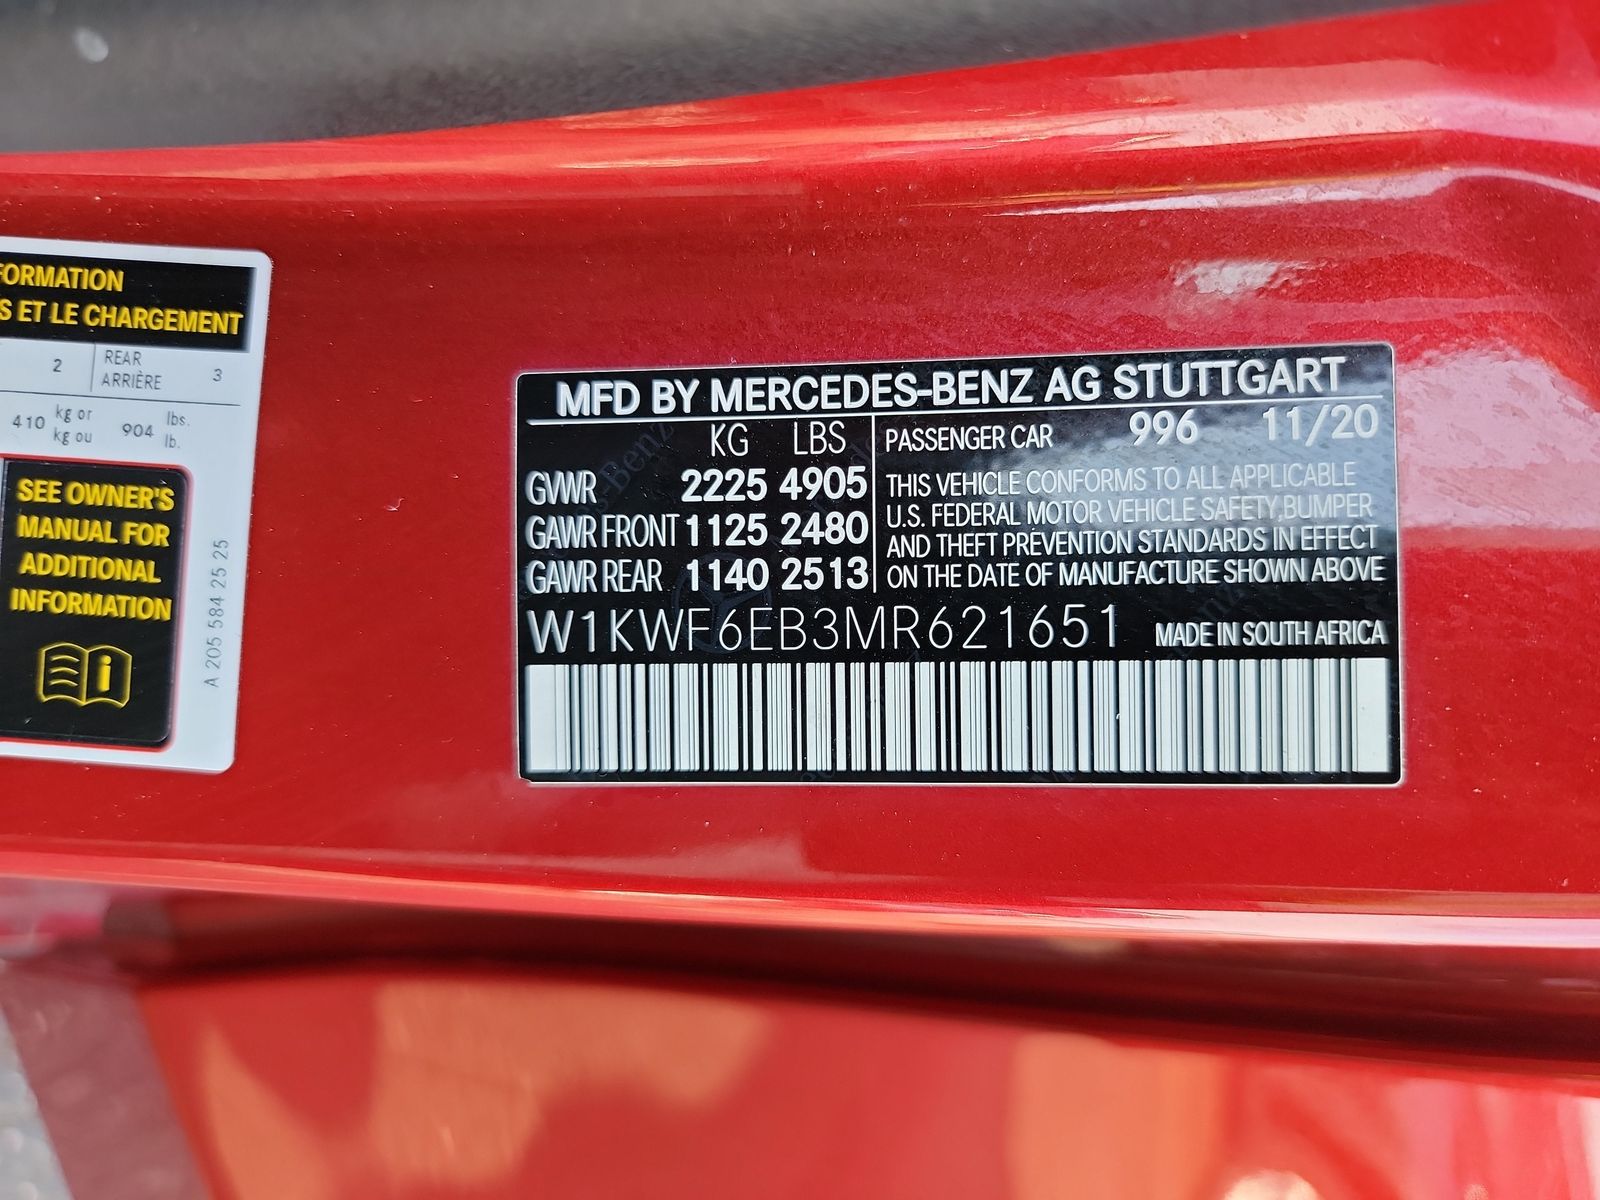 FORMATION
S ET LE CHARGEMENT
2 REAR 3
ARRIÈRE
410 kg or 904 lbs.
kg ou lb.
SEE OWNER'S
MANUAL FOR
ADDITIONAL
INFORMATION
A 205 584 25 25
MFD BY MERCEDES-BENZ AG STUTTGART
KG LBS
GVWR 2225 4905
GAWR FRONT 1125 2480
GAWR REAR 1140 2513
PASSENGER CAR 996 11/20
THIS VEHICLE CONFORMS TO ALL APPLICABLE
U.S. FEDERAL MOTOR VEHICLE SAFETY,BUMPER
AND THEFT PREVENTION STANDARDS IN EFFECT
ON THE DATE OF MANUFACTURE SHOWN ABOVE
W1KWF6EB3MR621651 MADE IN SOUTH AFRICA